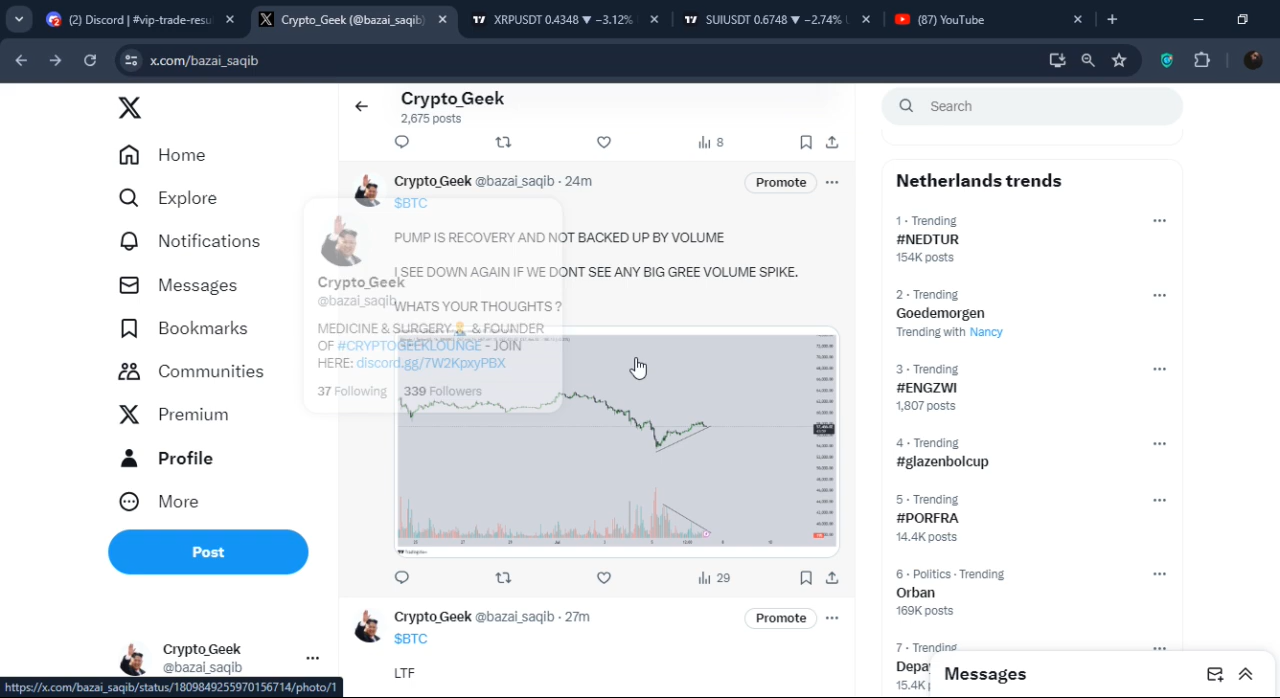 (2) Discord | #vip-trade-resu
Crypto_Geek (@bazai_saqib)
XRPUSDT 0.4348 ▼ −3.12%
SUIUSDT 0.6748 ▼ −2.74%
(87) YouTube
x.com/bazai_saqib
Home
Explore
Notifications
Messages
Bookmarks
Communities
Premium
Profile
More
Post
Crypto_Geek
@bazai_saqib
https://x.com/bazai_saqib/status/1809849255970156714/photo/1
Crypto_Geek
2,675 posts
8
Crypto_Geek @bazai_saqib · 24m
Promote
$BTC
PUMP IS RECOVERY AND NOT BACKED UP BY VOLUME
I SEE DOWN AGAIN IF WE DONT SEE ANY BIG GREE VOLUME SPIKE.
WHATS YOUR THOUGHTS ?
Crypto_Geek
@bazai_saqib
MEDICINE & SURGERY & FOUNDER
OF #CRYPTOGEEKLOUNGE - JOIN
HERE: discord.gg/7W2KpxyPBX
37 Following 339 Followers
TradingView
29
Crypto_Geek @bazai_saqib · 27m
Promote
$BTC
LTF
Search
Netherlands trends
1 · Trending
#NEDTUR
154K posts
2 · Trending
Goedemorgen
Trending with Nancy
3 · Trending
#ENGZWI
1,807 posts
4 · Trending
#glazenbolcup
5 · Trending
#PORFRA
14.4K posts
6 · Politics · Trending
Orban
169K posts
7 · Trending
Depay
15.4K
Messages